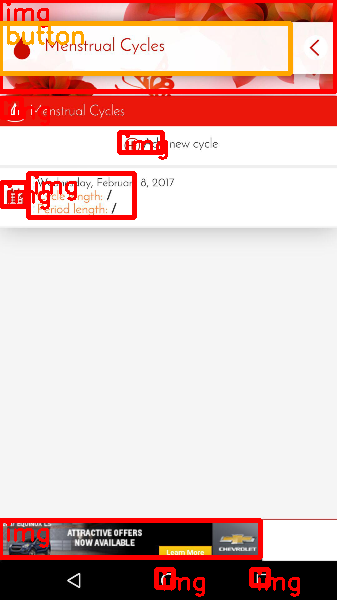 img
button
Menstrual Cycles
img
Menstrual Cycles
img
new cycle
img
Wednesday, February 8, 2017
img
Cycle length: /
Period length: /
img
ATTRACTIVE OFFERS
NOW AVAILABLE
Learn More
CHEVROLET
img
img